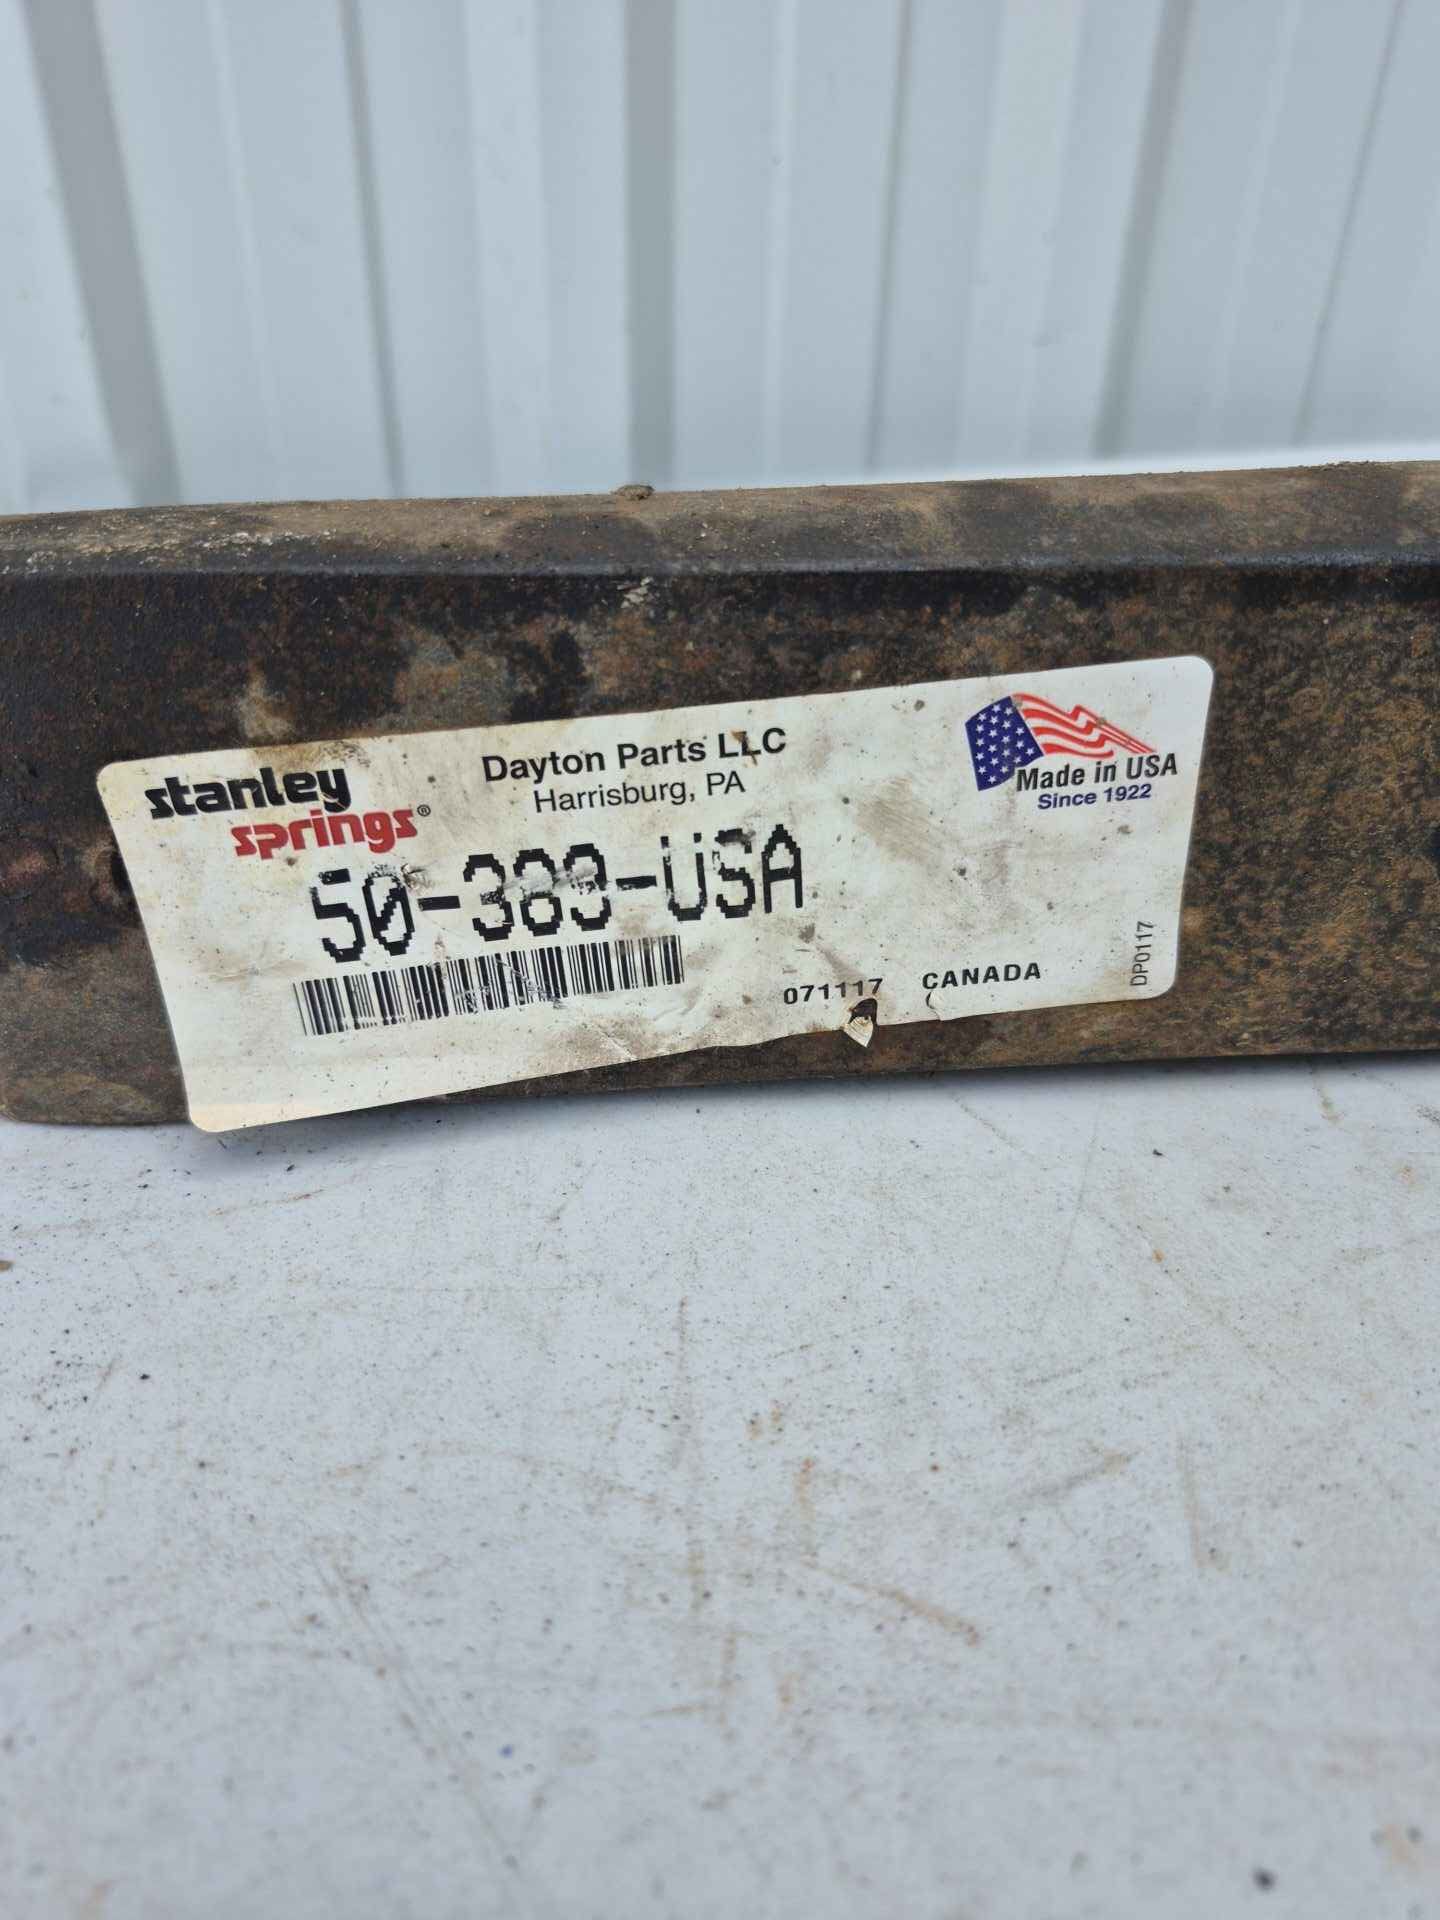 stanley
springs®
Dayton Parts LLC
Harrisburg, PA
Made in USA
Since 1922
50-383-USA
071117 CANADA
DP0117